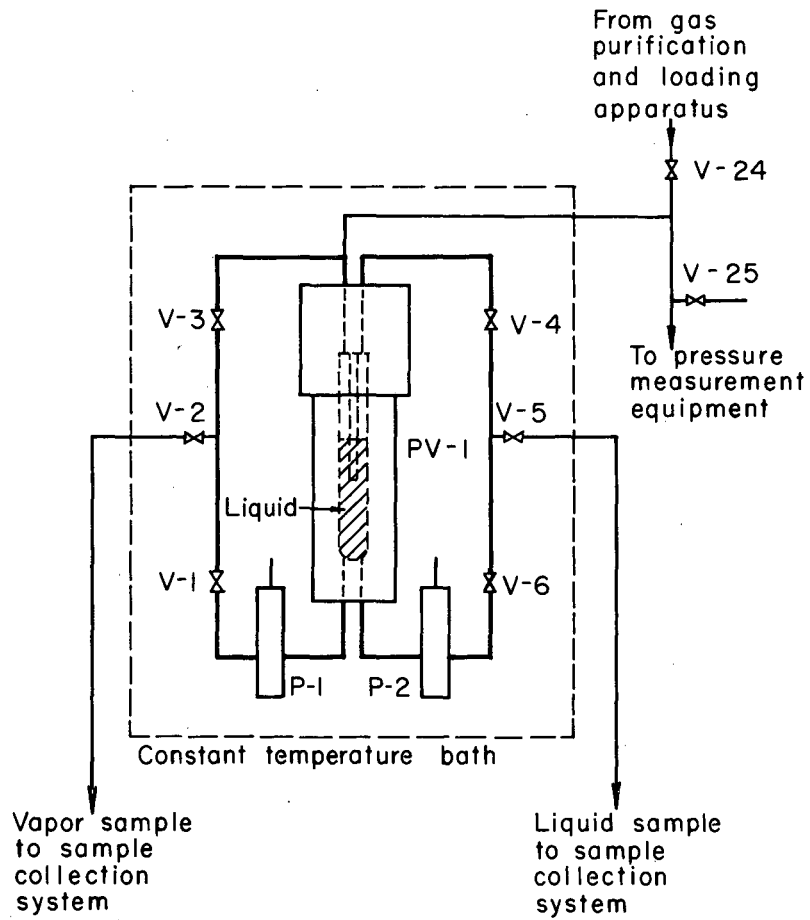 From gas
purification
and loading
apparatus
V-24
V-25
To pressure
measurement
equipment
V-3
V-4
V-2
V-5
PV-1
Liquid
V-1
V-6
P-1
P-2
Constant temperature bath
Vapor sample
to sample
collection
system
Liquid sample
to sample
collection
system